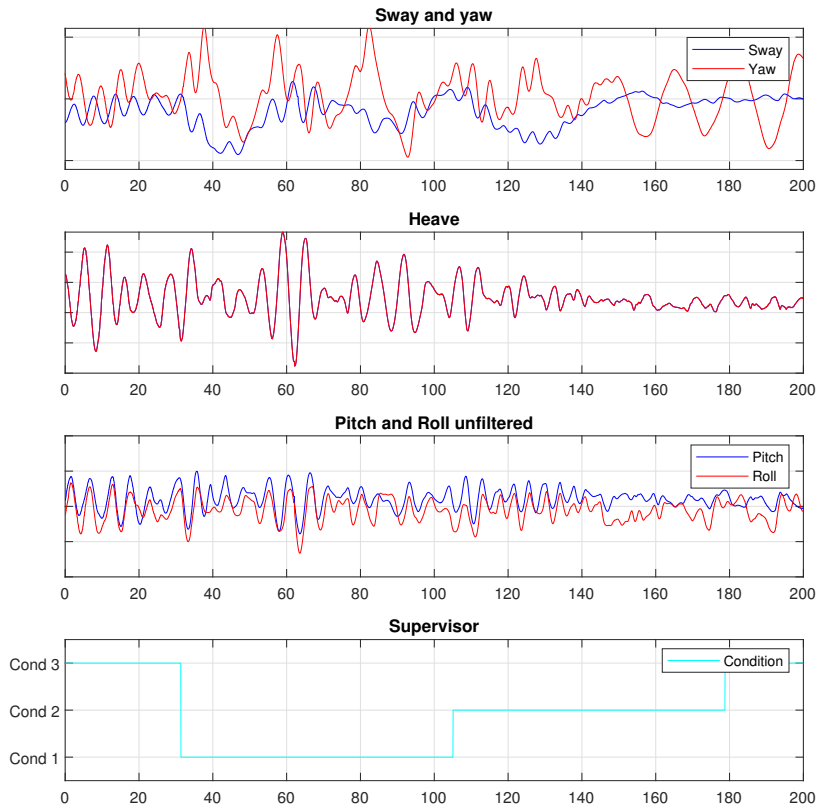 Sway and yaw
Sway
Yaw
0 20 40 60 80 100 120 140 160 180 200
Heave
0 20 40 60 80 100 120 140 160 180 200
Pitch and Roll unfiltered
Pitch
Roll
0 20 40 60 80 100 120 140 160 180 200
Supervisor
Cond 3
Condition
Cond 2
Cond 1
0 20 40 60 80 100 120 140 160 180 200